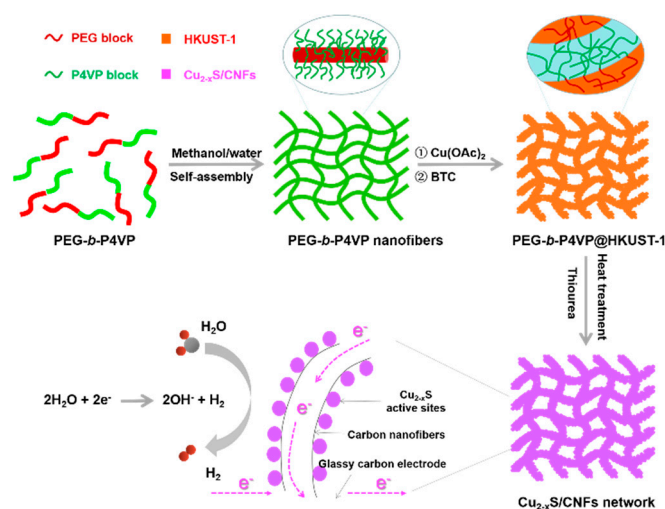 PEG block
HKUST-1
P4VP block
Cu₂₋ₓS/CNFs
Methanol/water
Self-assembly
① Cu(OAc)₂
② BTC
PEG-b-P4VP
PEG-b-P4VP nanofibers
PEG-b-P4VP@HKUST-1
Heat treatment
Thiourea
H₂O
e⁻
e⁻
2H₂O + 2e⁻
2OH⁻ + H₂
Cu₂₋ₓS
active sites
Carbon nanofibers
Glassy carbon electrode
H₂
e⁻
e⁻
Cu₂₋ₓS/CNFs network